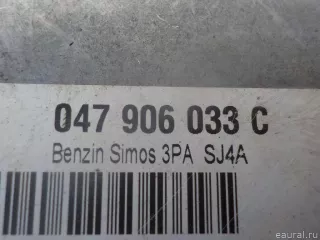 047 906 033 C
Benzin Simos 3PA SJ4A
eaural.ru